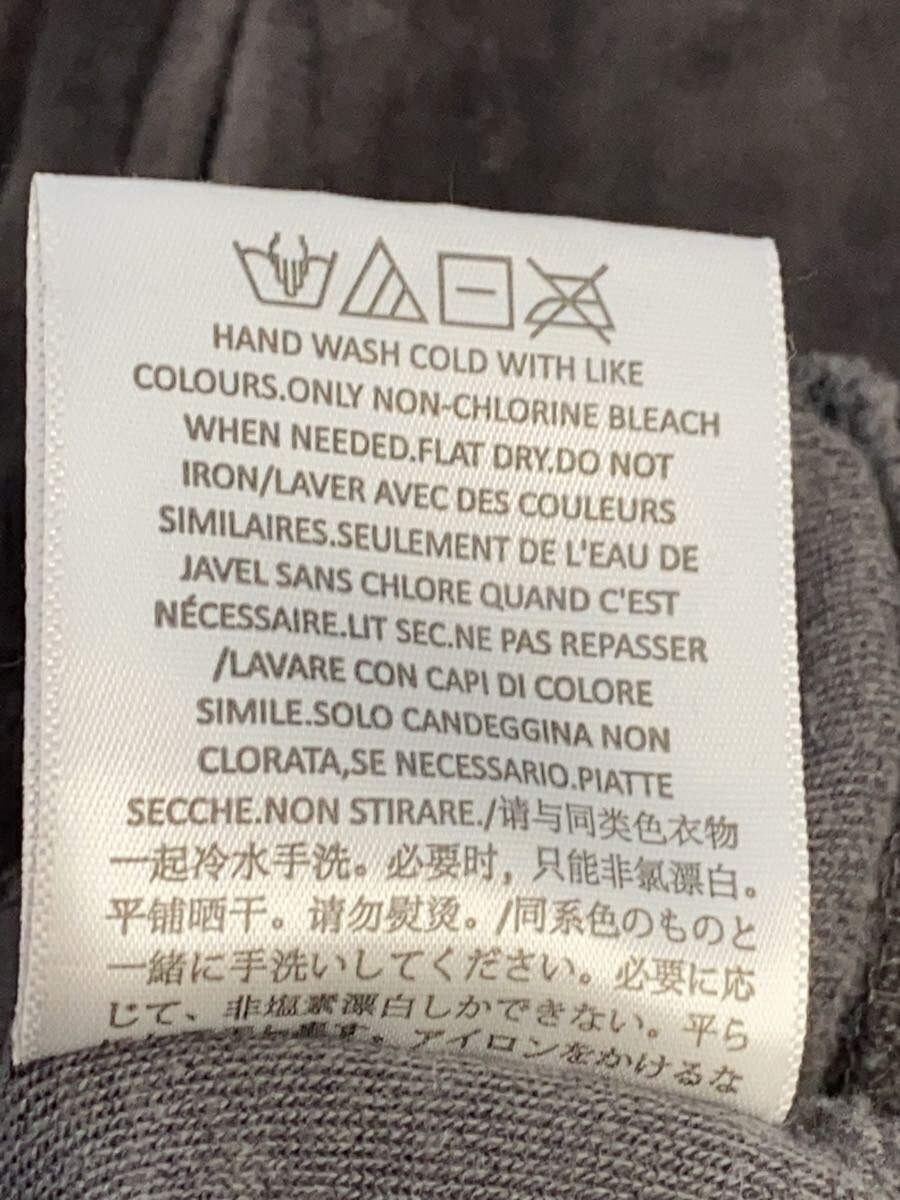 HAND WASH COLD WITH LIKE
COLOURS.ONLY NON-CHLORINE BLEACH
WHEN NEEDED.FLAT DRY.DO NOT
IRON/LAVER AVEC DES COULEURS
SIMILAIRES.SEULEMENT DE L'EAU DE
JAVEL SANS CHLORE QUAND C'EST
NÉCESSAIRE.LIT SEC.NE PAS REPASSER
/LAVARE CON CAPI DI COLORE
SIMILE.SOLO CANDEGGINA NON
CLORATA,SE NECESSARIO.PIATTE
SECCHE.NON STIRARE./请与同类色衣物
一起冷水手洗。必要时，只能非氯漂白。
平铺晒干。请勿熨烫。/同系色のものと
一緒に手洗いしてください。必要に応
じて、非塩素漂白しかできない。平ら
アイロンをかけるな